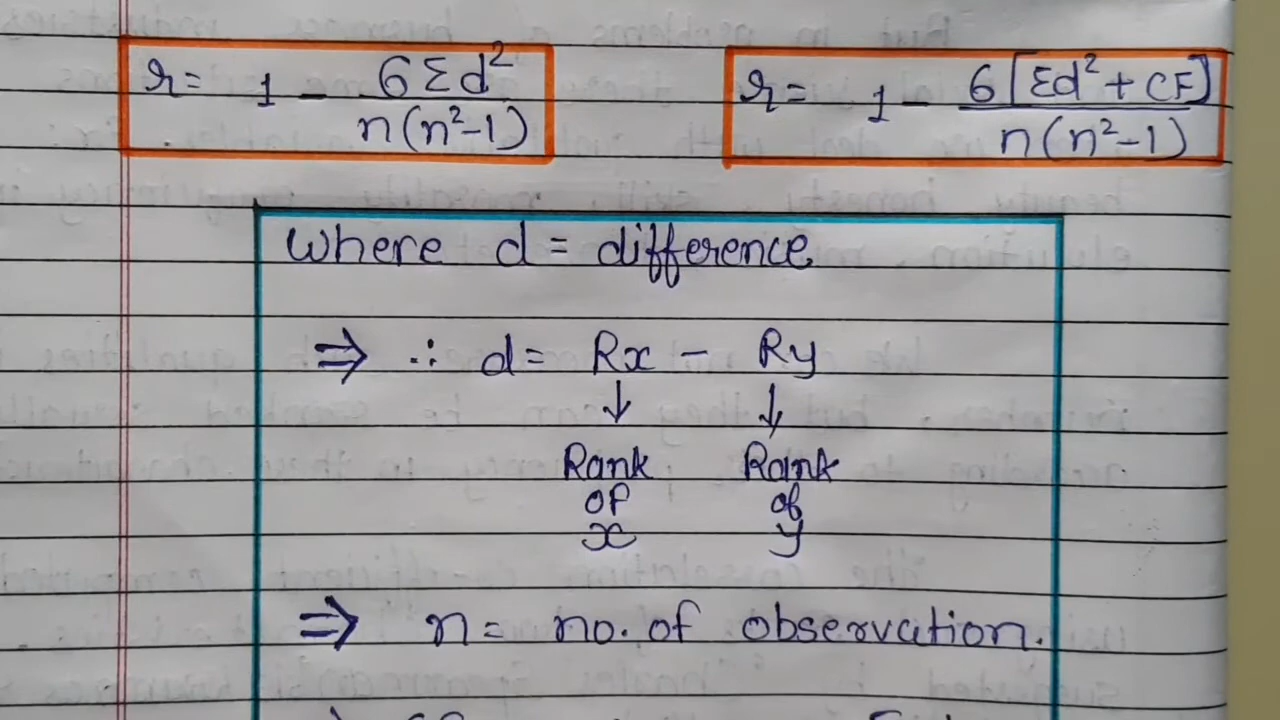 r = 1 - 6Σd² / n(n²-1)
r = 1 - 6[Σd² + CF] / n(n²-1)
Where d = difference
⇒ ∴ d = Rx - Ry
↓ ↓
Rank Rank
of of
x y
⇒ n = no. of observation.